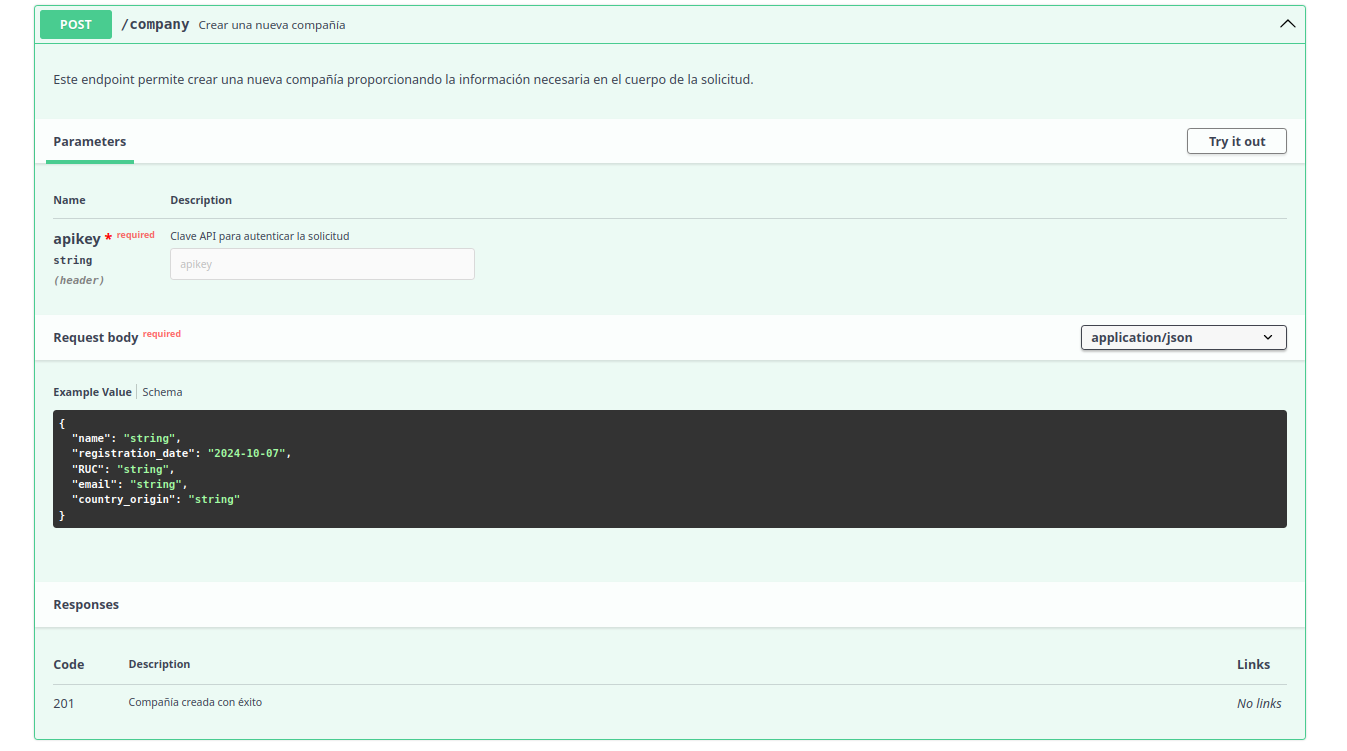 POST /company Crear una nueva compañía
Este endpoint permite crear una nueva compañía proporcionando la información necesaria en el cuerpo de la solicitud.
Parameters Try it out
Name Description
apikey * required Clave API para autenticar la solicitud
string apikey
(header)
Request body required application/json
Example Value Schema
{
"name": "string",
"registration_date": "2024-10-07",
"RUC": "string",
"email": "string",
"country_origin": "string"
}
Responses
Code Description Links
201 Compañía creada con éxito No links